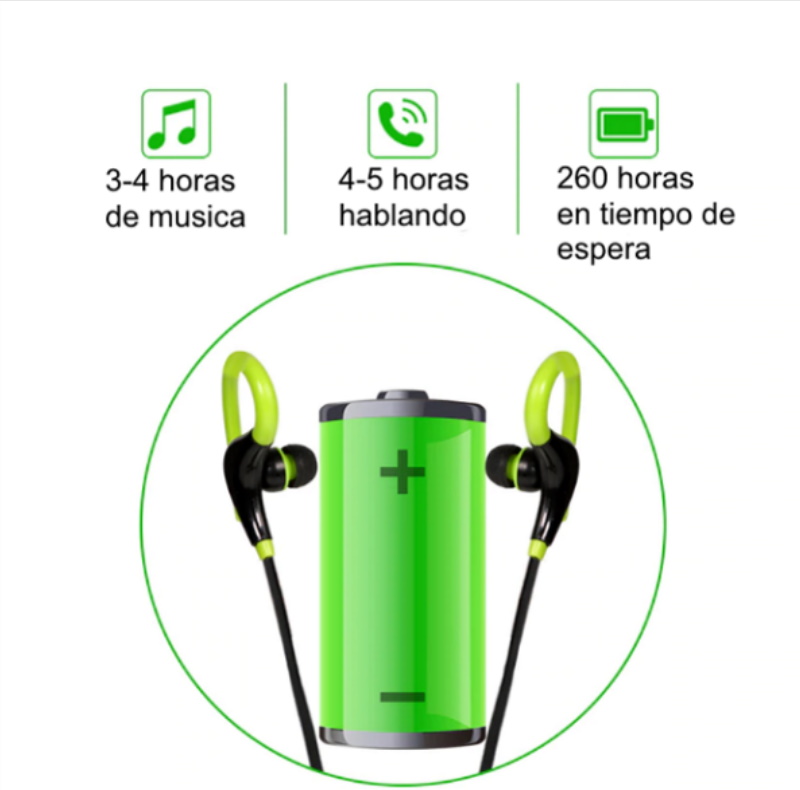 3-4 horas
de musica
4-5 horas
hablando
260 horas
en tiempo de
espera